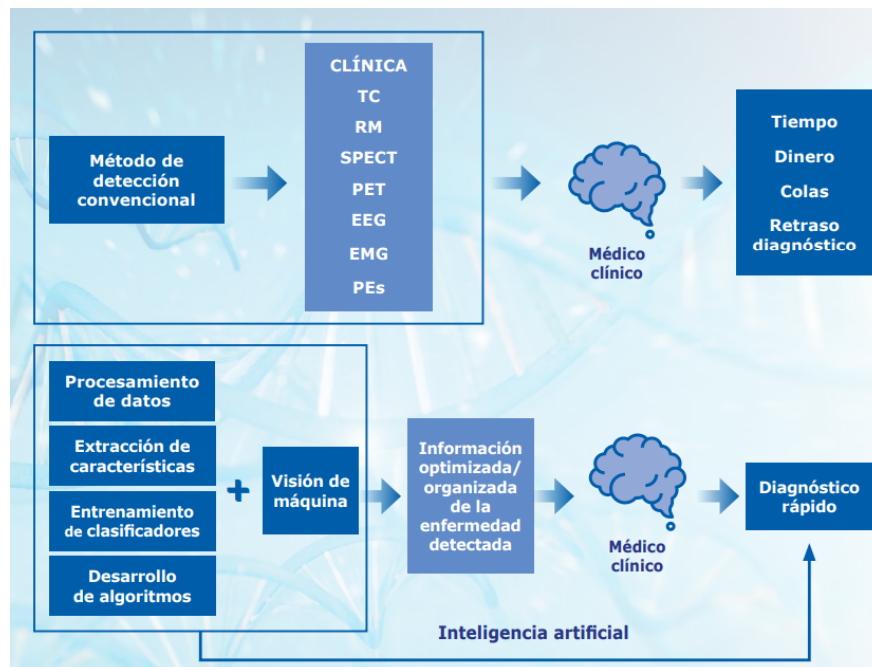 Método de
detección
convencional
CLÍNICA
TC
RM
SPECT
PET
EEG
EMG
PEs
Médico
clínico
Tiempo
Dinero
Colas
Retraso
diagnóstico
Procesamiento
de datos
Extracción de
características
Entrenamiento
de clasificadores
Desarrollo
de algoritmos
+
Visión de
máquina
Información
optimizada/
organizada
de la
enfermedad
detectada
Médico
clínico
Diagnóstico
rápido
Inteligencia artificial